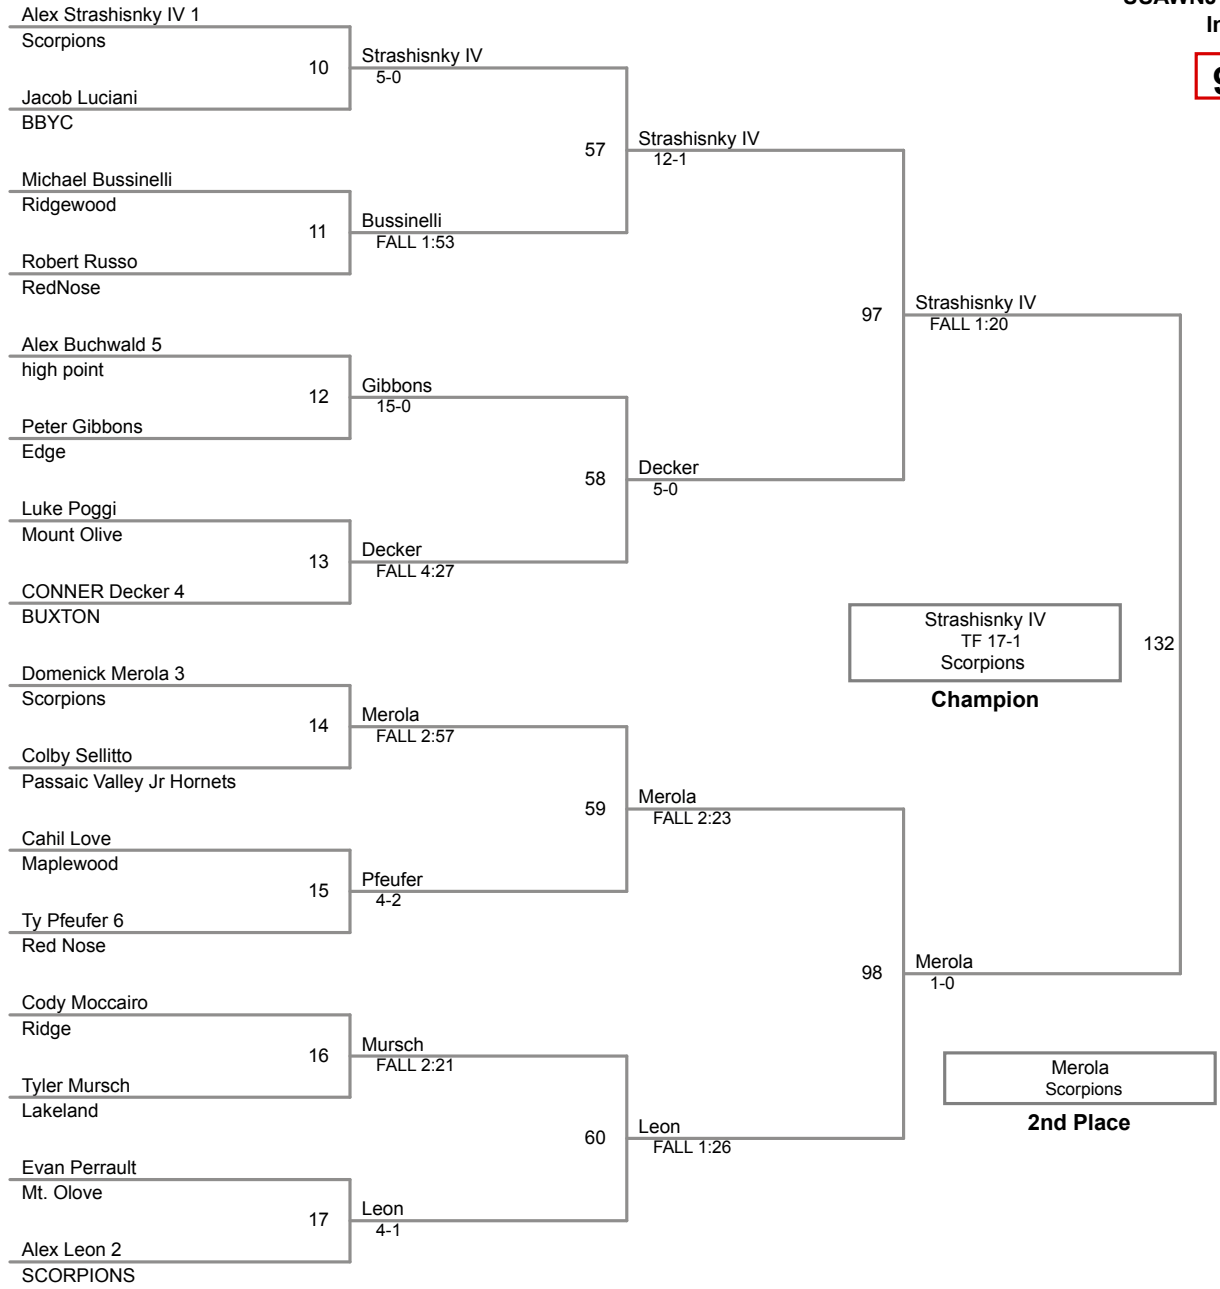 Alex Strashisnky IV 1
Scorpions
10
Strashisnky IV
5-0
Jacob Luciani
BBYC
57
Strashisnky IV
12-1
Michael Bussinelli
Ridgewood
11
Bussinelli
FALL 1:53
Robert Russo
RedNose
97
Strashisnky IV
FALL 1:20
Alex Buchwald 5
high point
12
Gibbons
15-0
Peter Gibbons
Edge
58
Decker
5-0
Luke Poggi
Mount Olive
13
Decker
FALL 4:27
CONNER Decker 4
BUXTON
Strashisnky IV
TF 17-1
Scorpions
132
Champion
Domenick Merola 3
Scorpions
14
Merola
FALL 2:57
Colby Sellitto
Passaic Valley Jr Hornets
59
Merola
FALL 2:23
Cahil Love
Maplewood
15
Pfeufer
4-2
Ty Pfeufer 6
Red Nose
98
Merola
1-0
Cody Moccairo
Ridge
16
Mursch
FALL 2:21
Tyler Mursch
Lakeland
Merola
Scorpions
2nd Place
60
Leon
FALL 1:26
Evan Perrault
Mt. Olove
17
Leon
4-1
Alex Leon 2
SCORPIONS